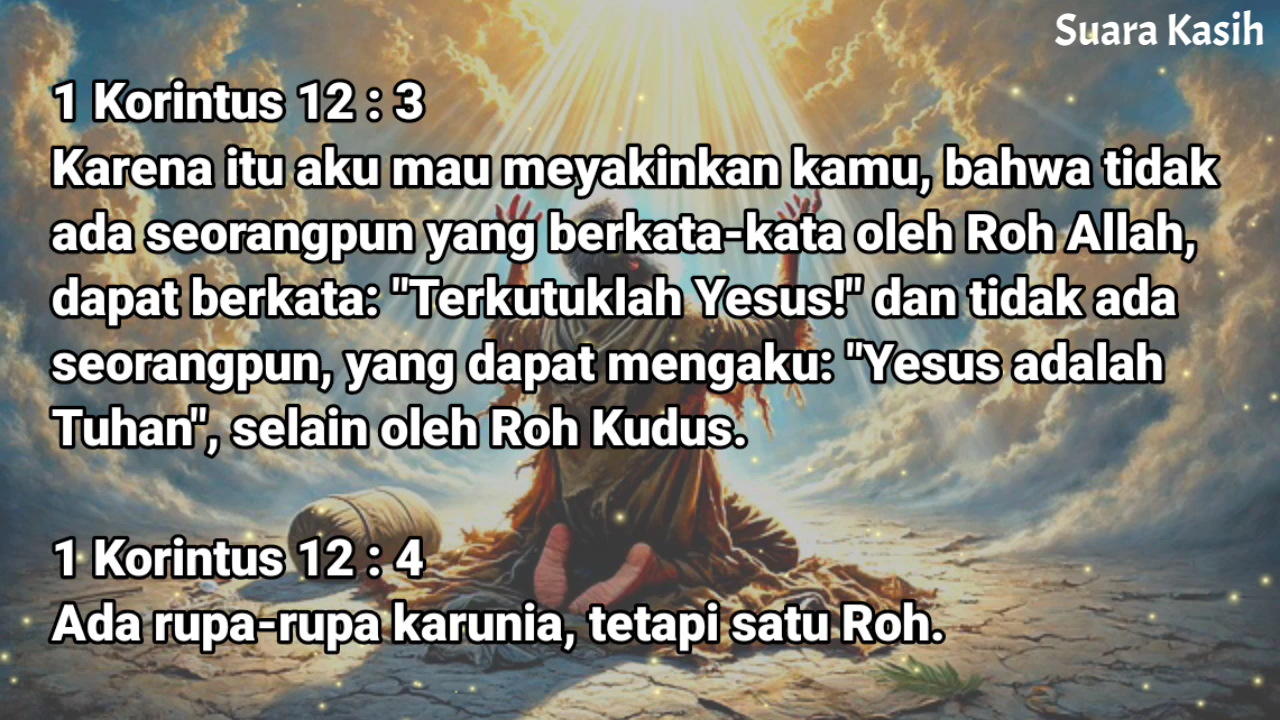 Suara Kasih
1 Korintus 12 : 3
Karena itu aku mau meyakinkan kamu, bahwa tidak
ada seorangpun yang berkata-kata oleh Roh Allah,
dapat berkata: "Terkutuklah Yesus!" dan tidak ada
seorangpun, yang dapat mengaku: "Yesus adalah
Tuhan", selain oleh Roh Kudus.
1 Korintus 12 : 4
Ada rupa-rupa karunia, tetapi satu Roh.